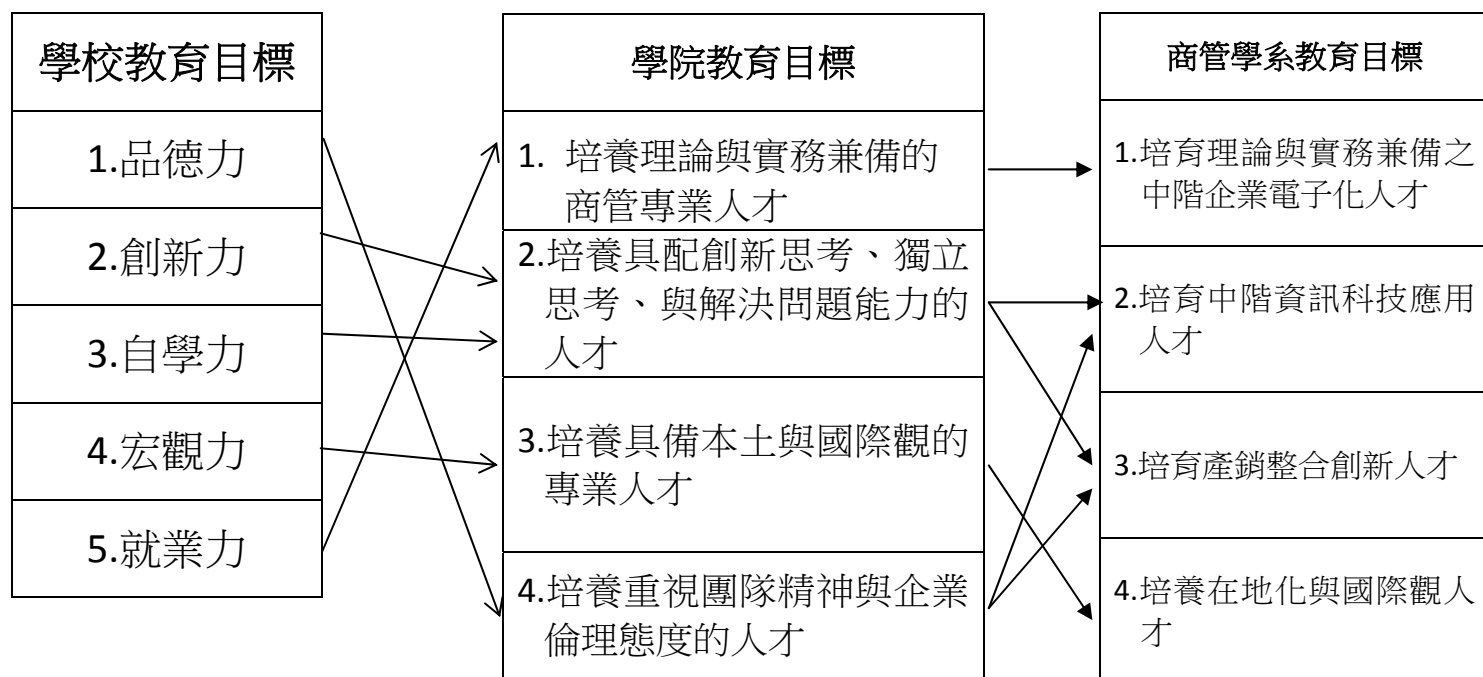 學校教育目標
1.品德力
2.創新力
3.自學力
4.宏觀力
5.就業力
學院教育目標
1. 培養理論與實務兼備的
商管專業人才
2.培養具配創新思考、獨立
思考、與解決問題能力的
人才
3.培養具備本土與國際觀的
專業人才
4.培養重視團隊精神與企業
倫理態度的人才
商管學系教育目標
1.培育理論與實務兼備之
中階企業電子化人才
2.培育中階資訊科技應用
人才
3.培育產銷整合創新人才
4.培養在地化與國際觀人
才